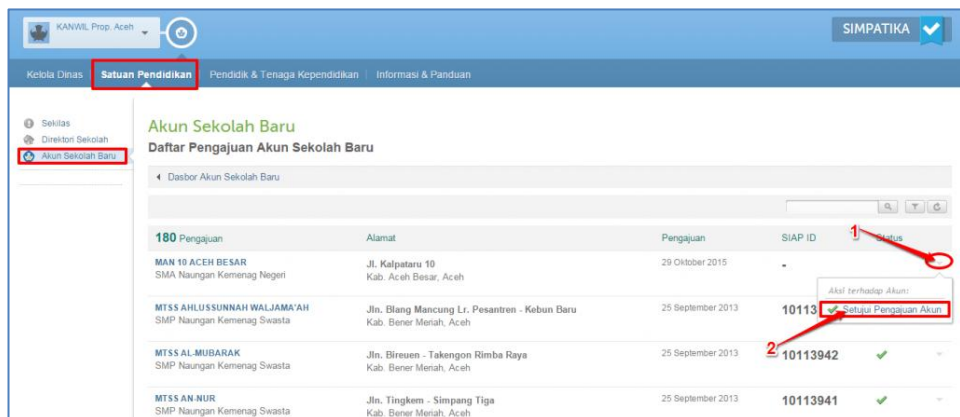 KANWIL Prop. Aceh
SIMPATIKA
Kelola Dinas Satuan Pendidikan Pendidik & Tenaga Kependidikan Informasi & Panduan
Sekilas
Direktori Sekolah
Akun Sekolah Baru
Akun Sekolah Baru
Daftar Pengajuan Akun Sekolah Baru
Dasbor Akun Sekolah Baru
180 Pengajuan Alamat Pengajuan SIAP ID 1 Status
MAN 10 ACEH BESAR Jl. Kalpataru 10 29 Oktober 2015 -
SMA Naungan Kemenag Negeri Kab. Aceh Besar, Aceh
Aksi terhadap Akun:
MTSS AHLUSSUNNAH WALJAMA'AH Jln. Blang Mancung Lr. Pesantren - Kebun Baru 25 September 2013 10113 Setujui Pengajuan Akun
SMP Naungan Kemenag Swasta Kab. Bener Meriah, Aceh
MTSS AL-MUBARAK Jln. Bireuen - Takengon Rimba Raya 25 September 2013 2 10113942
SMP Naungan Kemenag Swasta Kab. Bener Meriah, Aceh
MTSS AN-NUR Jln. Tingkem - Simpang Tiga 25 September 2013 10113941
SMP Naungan Kemenag Swasta Kab. Bener Meriah, Aceh